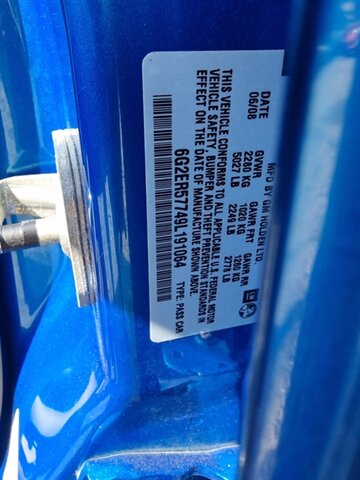 MFD BY GM HOLDEN LTD.
DATE GVWR GAWR FRT GAWR RR
06/08 2280 KG 1020 KG 1260 KG
5027 LB 2249 LB 2778 LB
THIS VEHICLE CONFORMS TO ALL APPLICABLE U.S. FEDERAL MOTOR
VEHICLE SAFETY, BUMPER AND THEFT PREVENTION STANDARDS IN
EFFECT ON THE DATE OF MANUFACTURE SHOWN ABOVE.
6G2ER57749L191064 TYPE: PASS CAR